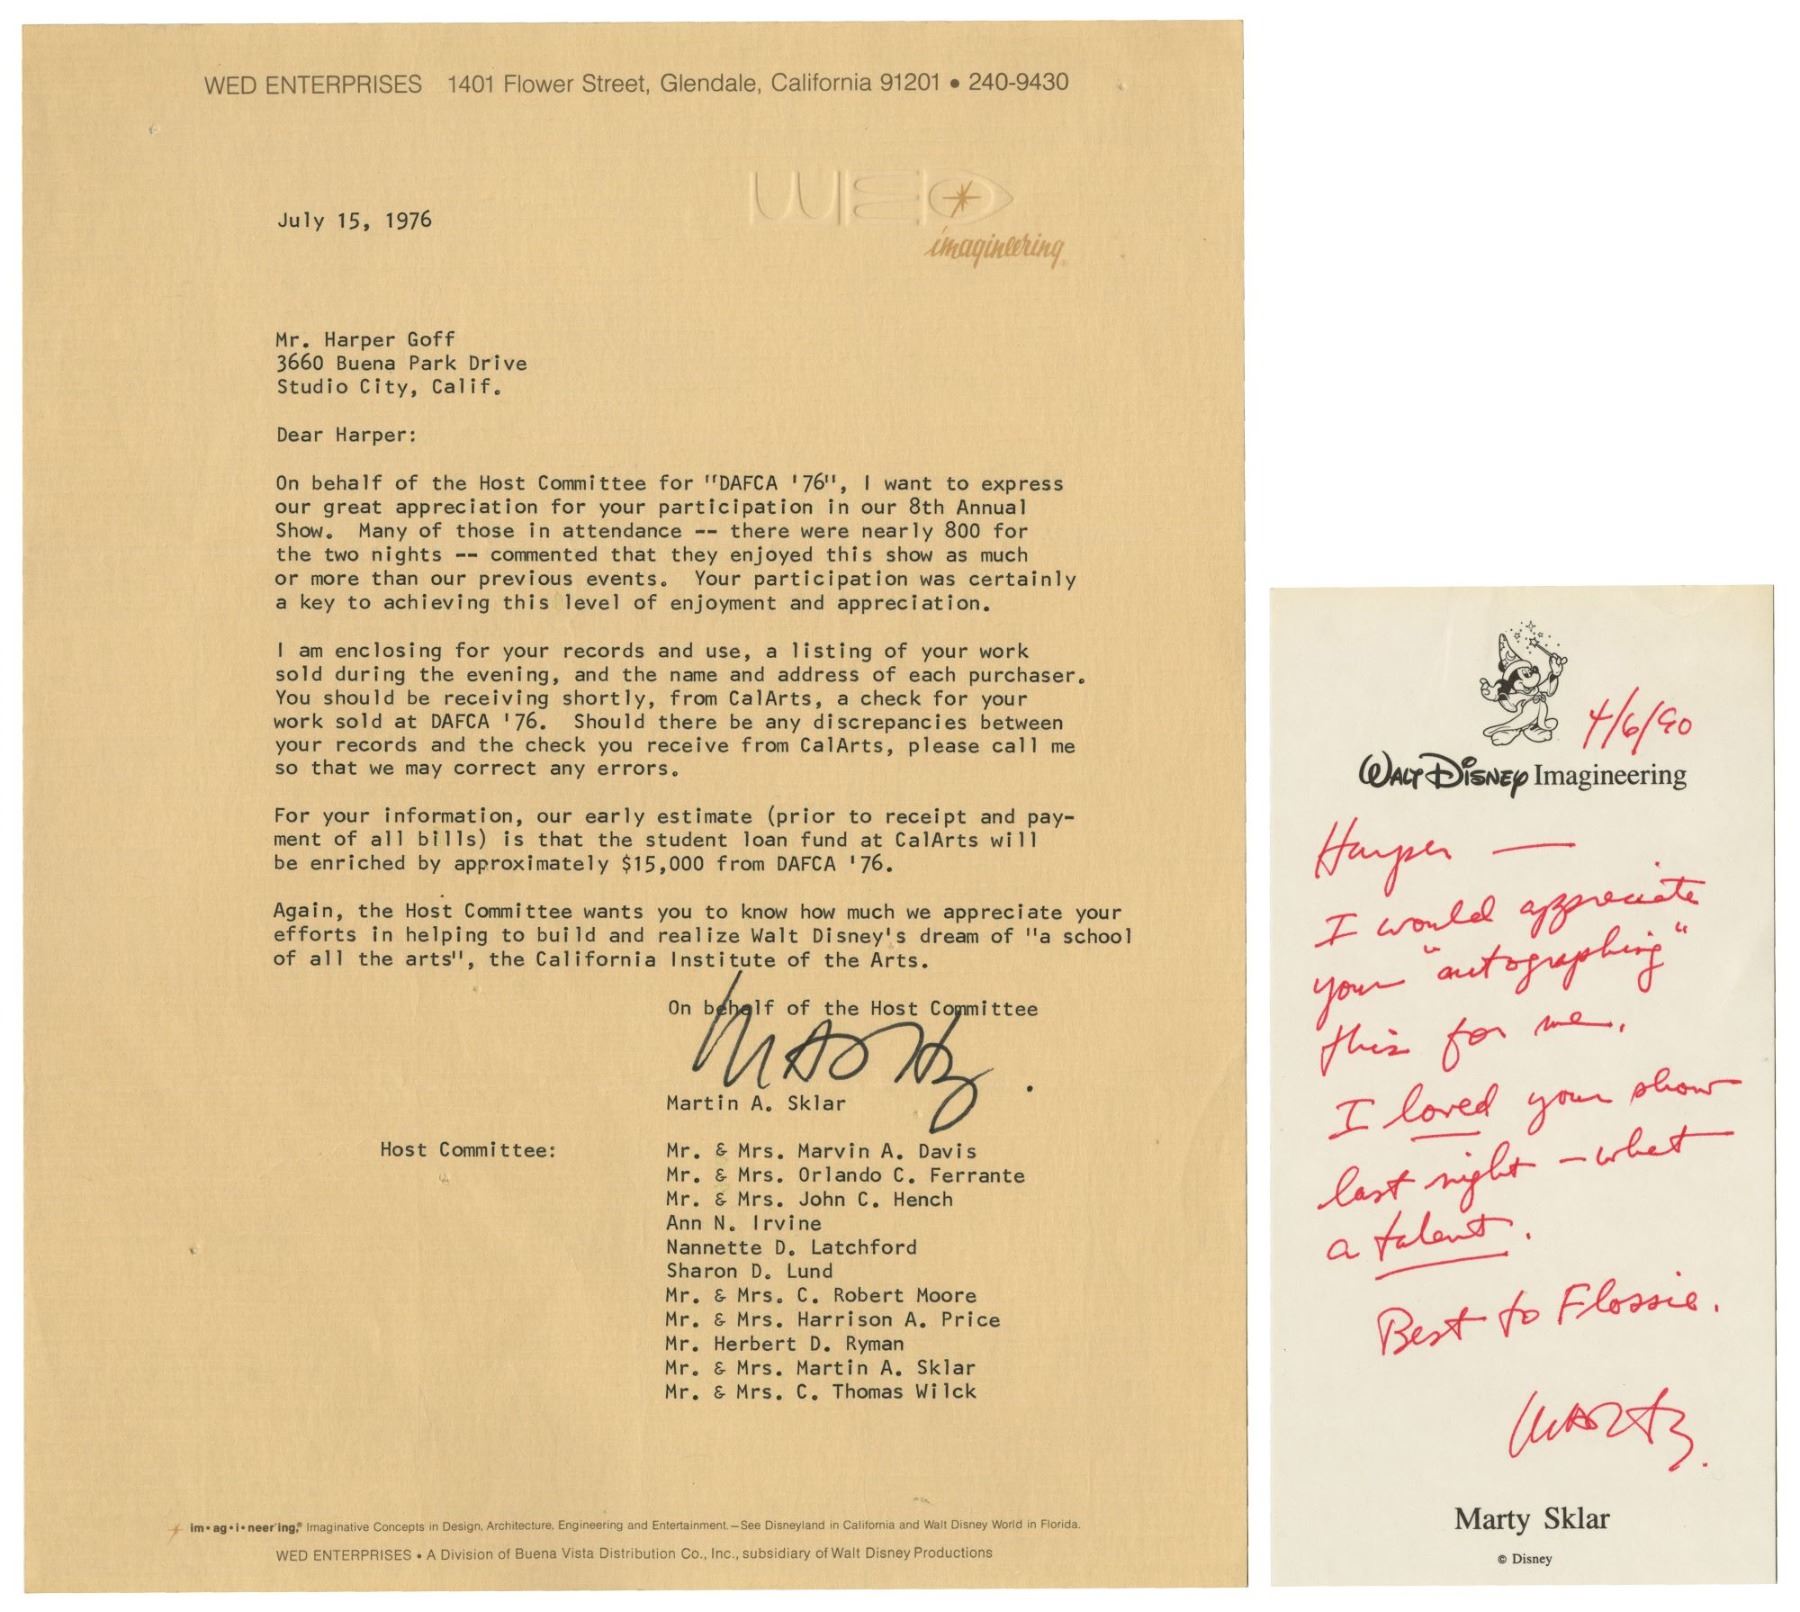 WED ENTERPRISES 1401 Flower Street, Glendale, California 91201 • 240-9430
WED
imagineering
July 15, 1976
Mr. Harper Goff
3660 Buena Park Drive
Studio City, Calif.
Dear Harper:
On behalf of the Host Committee for "DAFCA '76", I want to express
our great appreciation for your participation in our 8th Annual
Show. Many of those in attendance -- there were nearly 800 for
the two nights -- commented that they enjoyed this show as much
or more than our previous events. Your participation was certainly
a key to achieving this level of enjoyment and appreciation.
I am enclosing for your records and use, a listing of your work
sold during the evening, and the name and address of each purchaser.
You should be receiving shortly, from CalArts, a check for your
work sold at DAFCA '76. Should there be any discrepancies between
your records and the check you receive from CalArts, please call me
so that we may correct any errors.
For your information, our early estimate (prior to receipt and pay-
ment of all bills) is that the student loan fund at CalArts will
be enriched by approximately $15,000 from DAFCA '76.
Again, the Host Committee wants you to know how much we appreciate your
efforts in helping to build and realize Walt Disney's dream of "a school
of all the arts", the California Institute of the Arts.
On behalf of the Host Committee
Marty.
Martin A. Sklar
Host Committee:
Mr. & Mrs. Marvin A. Davis
Mr. & Mrs. Orlando C. Ferrante
Mr. & Mrs. John C. Hench
Ann N. Irvine
Nannette D. Latchford
Sharon D. Lund
Mr. & Mrs. C. Robert Moore
Mr. & Mrs. Harrison A. Price
Mr. Herbert D. Ryman
Mr. & Mrs. Martin A. Sklar
Mr. & Mrs. C. Thomas Wilck
im•ag•i•neer'ing,® Imaginative Concepts in Design, Architecture, Engineering and Entertainment.—See Disneyland in California and Walt Disney World in Florida.
WED ENTERPRISES • A Division of Buena Vista Distribution Co., Inc., subsidiary of Walt Disney Productions
4/6/90
WALT DISNEY Imagineering
Harper —
I would appreciate
your "autographing"
this for me.
I loved your show
last night — what
a talent.
Best to Flossie.
Marty.
Marty Sklar
© Disney